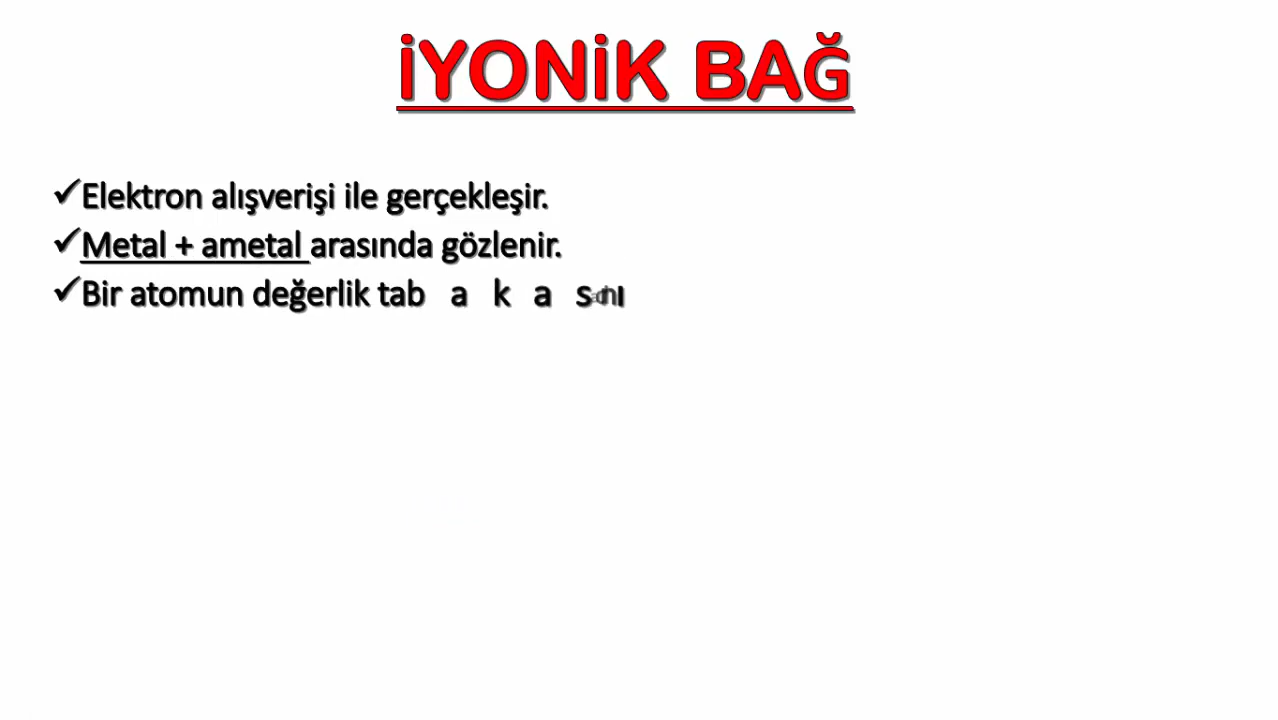 İYONİK BAĞ
✓Elektron alışverişi ile gerçekleşir.
✓Metal + ametal arasında gözlenir.
✓Bir atomun değerlik tab a k a s